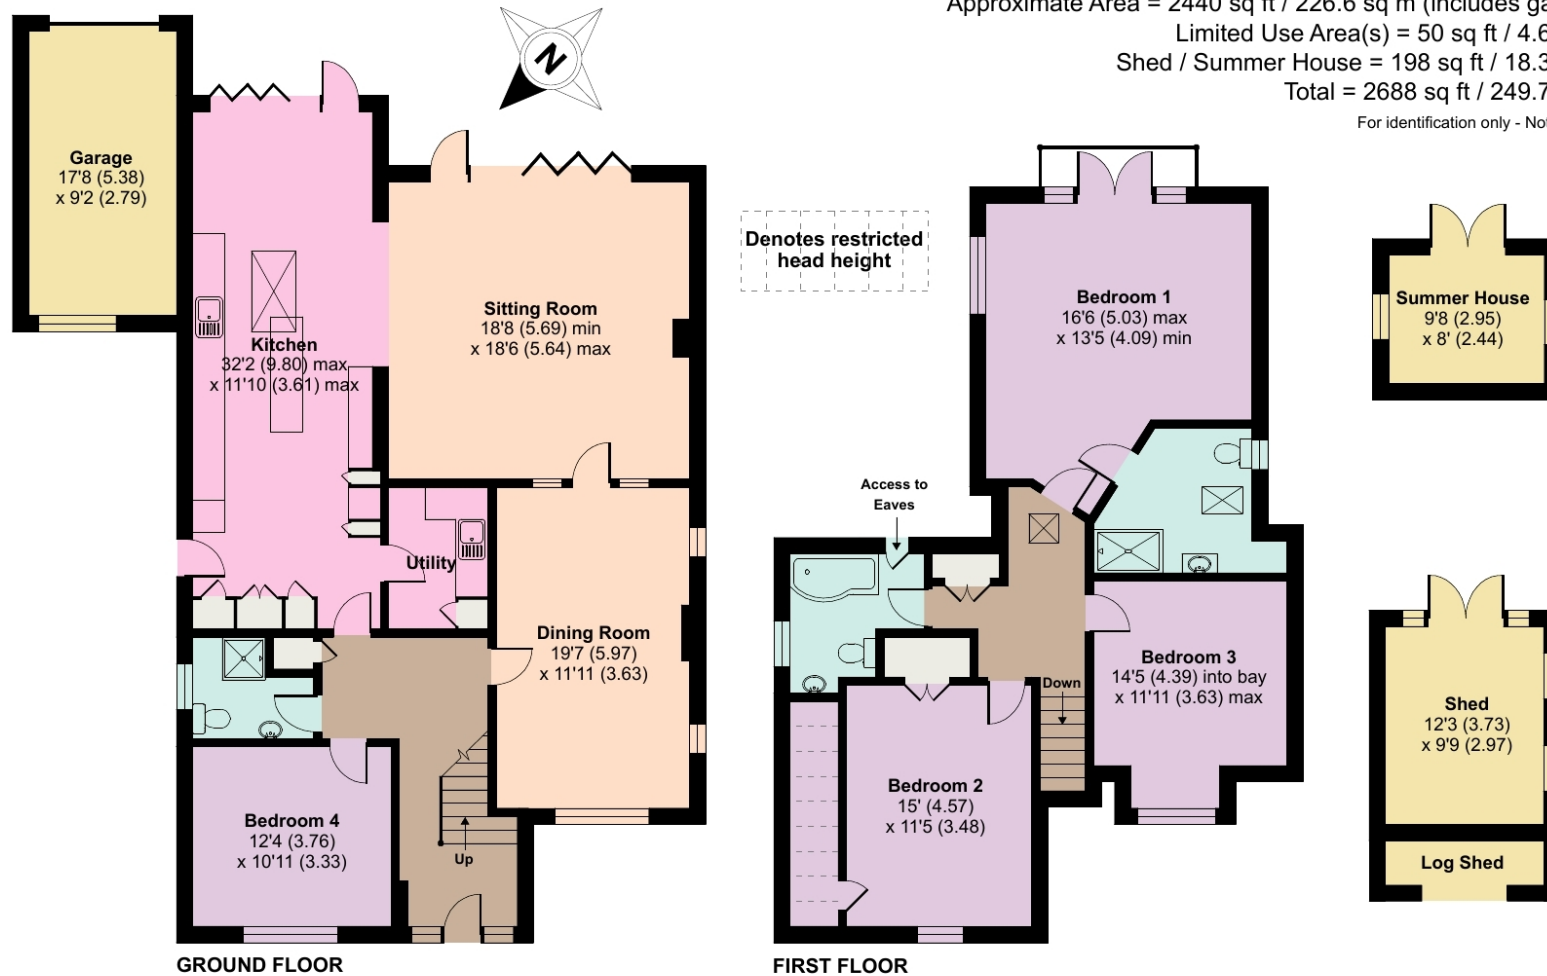 Approximate Area = 2440 sq ft / 226.6 sq m (includes ga
Limited Use Area(s) = 50 sq ft / 4.6
Shed / Summer House = 198 sq ft / 18.3
Total = 2688 sq ft / 249.7
For identification only - Not
N
Garage
17'8 (5.38)
x 9'2 (2.79)
Kitchen
32'2 (9.80) max
x 11'10 (3.61) max
Sitting Room
18'8 (5.69) min
x 18'6 (5.64) max
Utility
Dining Room
19'7 (5.97)
x 11'11 (3.63)
Bedroom 4
12'4 (3.76)
x 10'11 (3.33)
Up
GROUND FLOOR
Denotes restricted
head height
Bedroom 1
16'6 (5.03) max
x 13'5 (4.09) min
Access to
Eaves
Bedroom 3
14'5 (4.39) into bay
x 11'11 (3.63) max
Down
Bedroom 2
15' (4.57)
x 11'5 (3.48)
FIRST FLOOR
Summer House
9'8 (2.95)
x 8' (2.44)
Shed
12'3 (3.73)
x 9'9 (2.97)
Log Shed